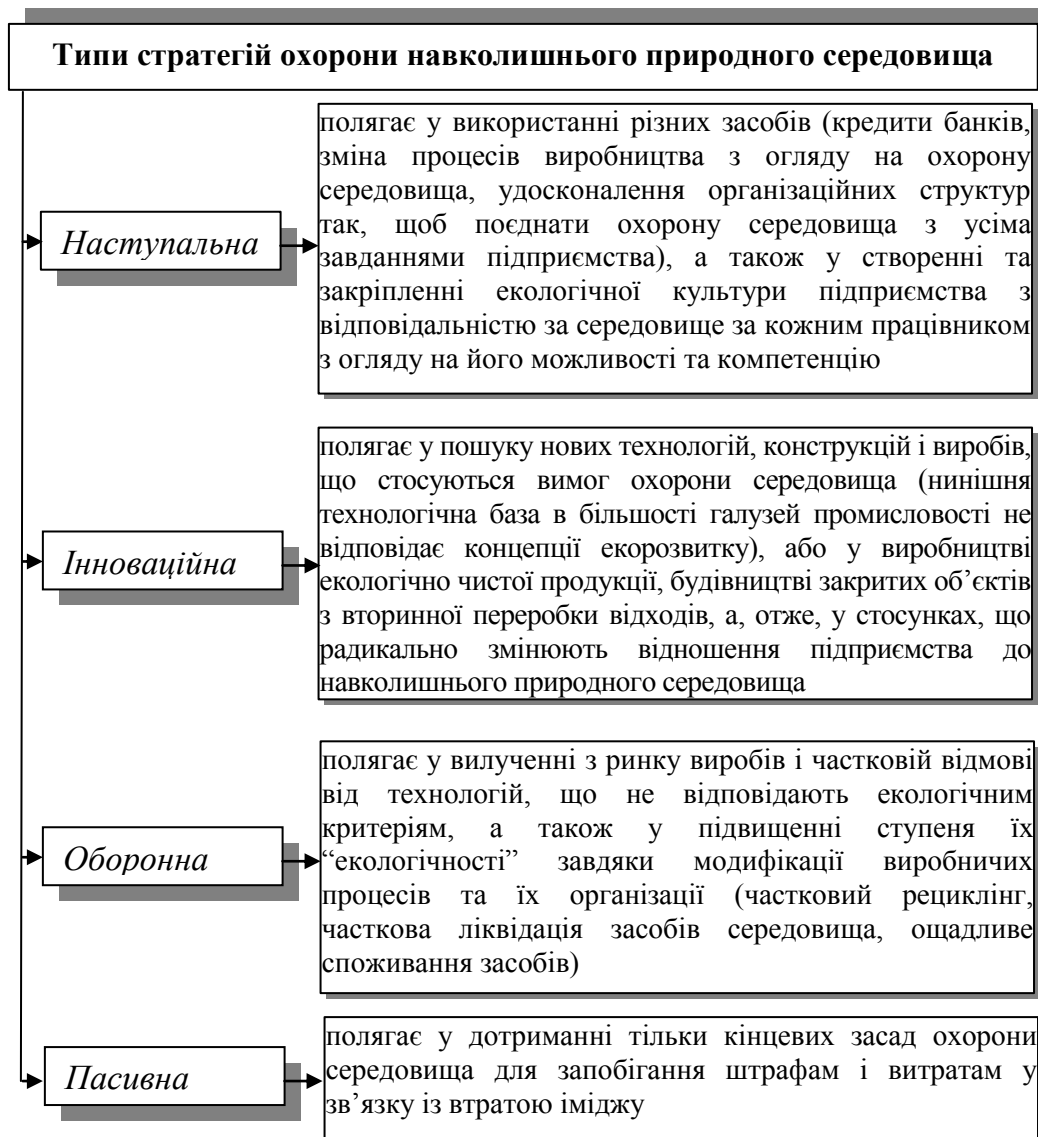 Типи стратегій охорони навколишнього природного середовища
Наступальна
полягає у використанні різних засобів (кредити банків,
зміна процесів виробництва з огляду на охорону
середовища, удосконалення організаційних структур
так, щоб поєднати охорону середовища з усіма
завданнями підприємства), а також у створенні та
закріпленні екологічної культури підприємства з
відповідальністю за середовище за кожним працівником
з огляду на його можливості та компетенцію
Інноваційна
полягає у пошуку нових технологій, конструкцій і виробів,
що стосуються вимог охорони середовища (нинішня
технологічна база в більшості галузей промисловості не
відповідає концепції екорозвитку), або у виробництві
екологічно чистої продукції, будівництві закритих об’єктів
з вторинної переробки відходів, а, отже, у стосунках, що
радикально змінюють відношення підприємства до
навколишнього природного середовища
Оборонна
полягає у вилученні з ринку виробів і частковій відмові
від технологій, що не відповідають екологічним
критеріям, а також у підвищенні ступеня їх
“екологічності” завдяки модифікації виробничих
процесів та їх організації (частковий рециклінг,
часткова ліквідація засобів середовища, ощадливе
споживання засобів)
Пасивна
полягає у дотриманні тільки кінцевих засад охорони
середовища для запобігання штрафам і витратам у
зв’язку із втратою іміджу